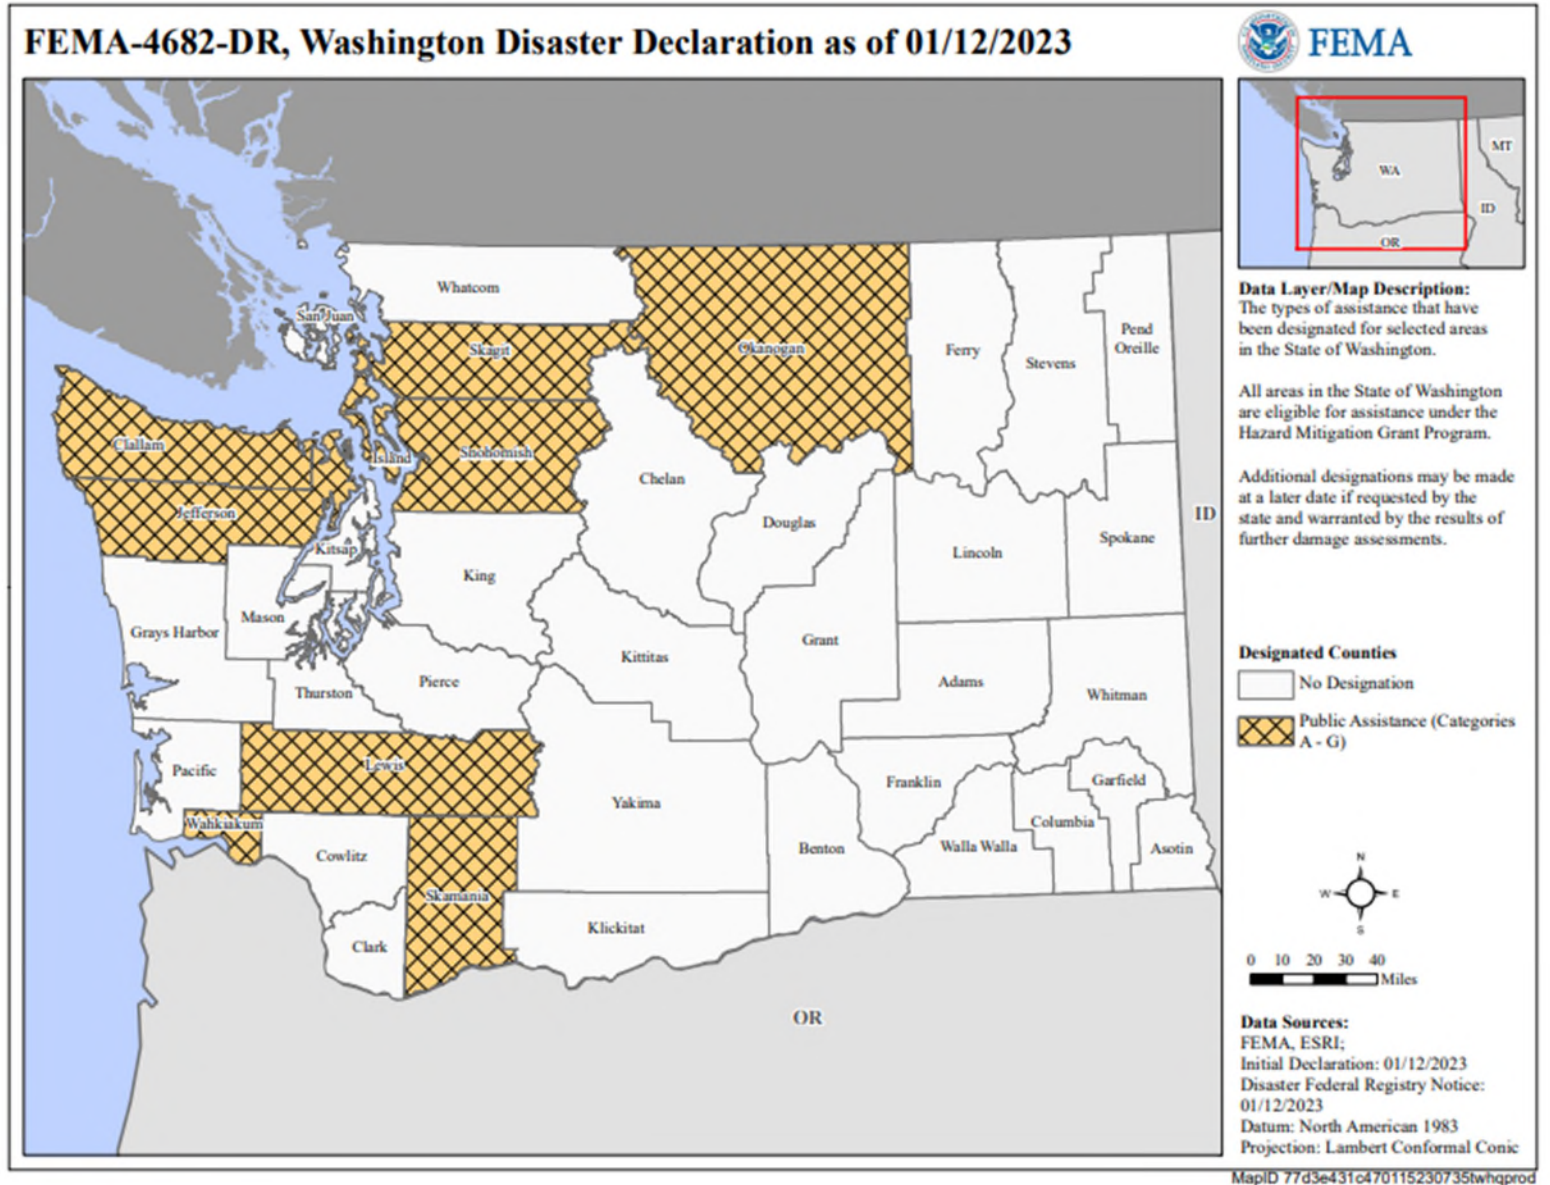 FEMA-4682-DR, Washington Disaster Declaration as of 01/12/2023
FEMA
WA
MT
ID
OR
Data Layer/Map Description:
The types of assistance that have
been designated for selected areas
in the State of Washington.
All areas in the State of Washington
are eligible for assistance under the
Hazard Mitigation Grant Program.
Additional designations may be made
at a later date if requested by the
state and warranted by the results of
further damage assessments.
Designated Counties
No Designation
Public Assistance (Categories
A - G)
N
W
E
S
0 10 20 30 40
Miles
Data Sources:
FEMA, ESRI;
Initial Declaration: 01/12/2023
Disaster Federal Registry Notice:
01/12/2023
Datum: North American 1983
Projection: Lambert Conformal Conic
MapID 77d3e431c470115230735twhqprod
Whatcom
San Juan
Skagit
Okanogan
Ferry
Stevens
Pend
Oreille
Clallam
Island
Snohomish
Chelan
Jefferson
Kitsap
Douglas
Lincoln
Spokane
ID
King
Grays Harbor
Mason
Kittitas
Grant
Thurston
Pierce
Adams
Whitman
Pacific
Lewis
Yakima
Franklin
Garfield
Wahkiakum
Cowlitz
Benton
Walla Walla
Columbia
Asotin
Skamania
Clark
Klickitat
OR